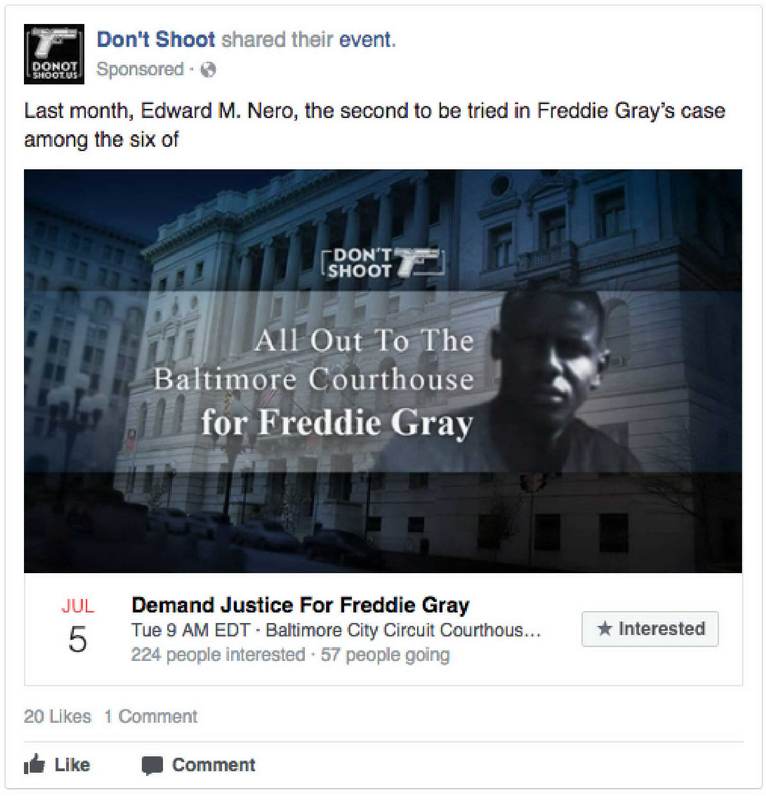 DONOT
SHOOT.US
Don't Shoot shared their event.
Sponsored ·
Last month, Edward M. Nero, the second to be tried in Freddie Gray’s case
among the six of
DON'T
SHOOT
All Out To The
Baltimore Courthouse
for Freddie Gray
JUL
5
Demand Justice For Freddie Gray
Tue 9 AM EDT · Baltimore City Circuit Courthous...
224 people interested · 57 people going
★ Interested
20 Likes 1 Comment
Like Comment